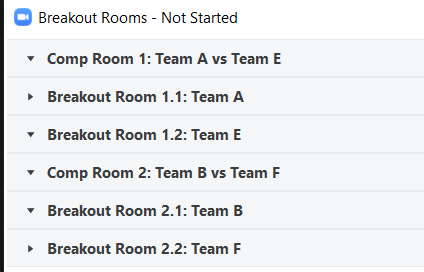 Breakout Rooms - Not Started
Comp Room 1: Team A vs Team E
Breakout Room 1.1: Team A
Breakout Room 1.2: Team E
Comp Room 2: Team B vs Team F
Breakout Room 2.1: Team B
Breakout Room 2.2: Team F